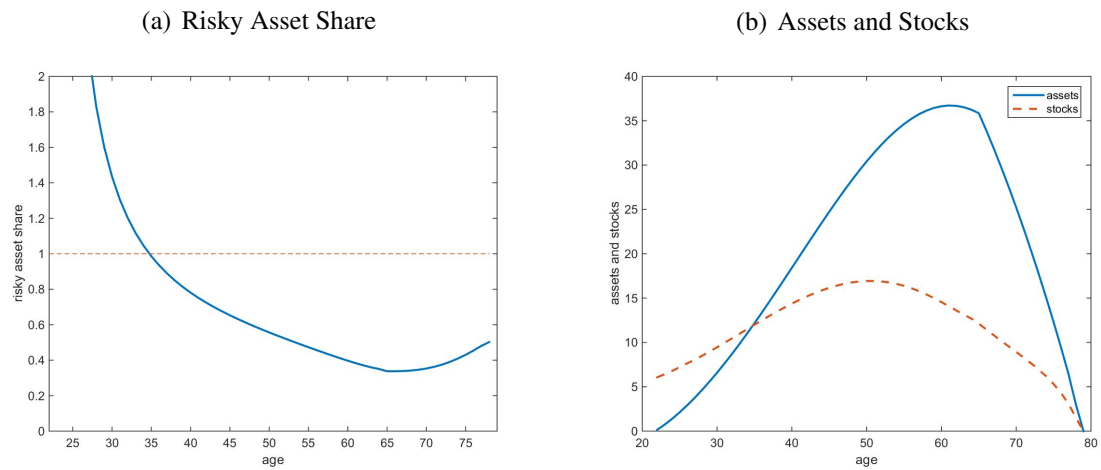 (a) Risky Asset Share
2
1.8
1.6
1.4
1.2
1
0.8
0.6
0.4
0.2
0
risky asset share
25 30 35 40 45 50 55 60 65 70 75
age
(b) Assets and Stocks
40
35
30
25
20
15
10
5
0
assets and stocks
assets
stocks
20 30 40 50 60 70 80
age